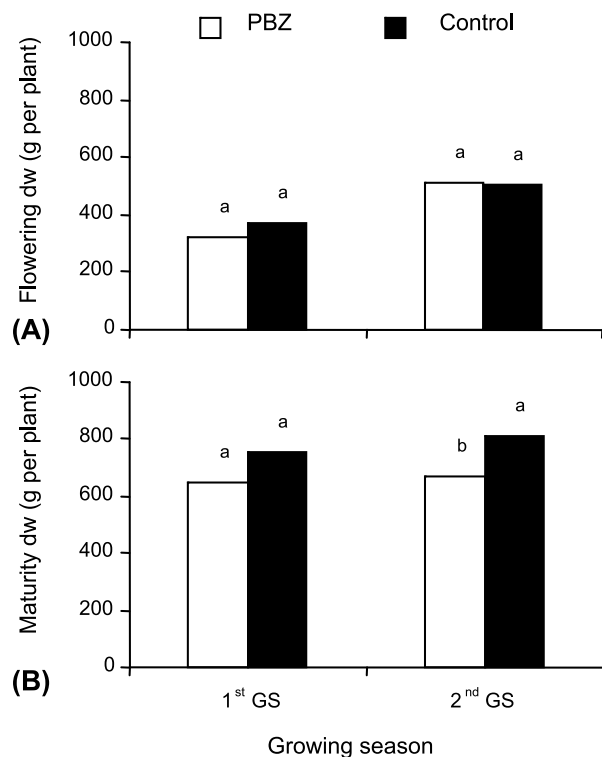 PBZ Control
Flowering dw (g per plant)
1000
800
600
400
200
0
a a a a
(A)
Maturity dw (g per plant)
1000
800
600
400
200
0
a a b a
(B)
1st GS 2nd GS
Growing season